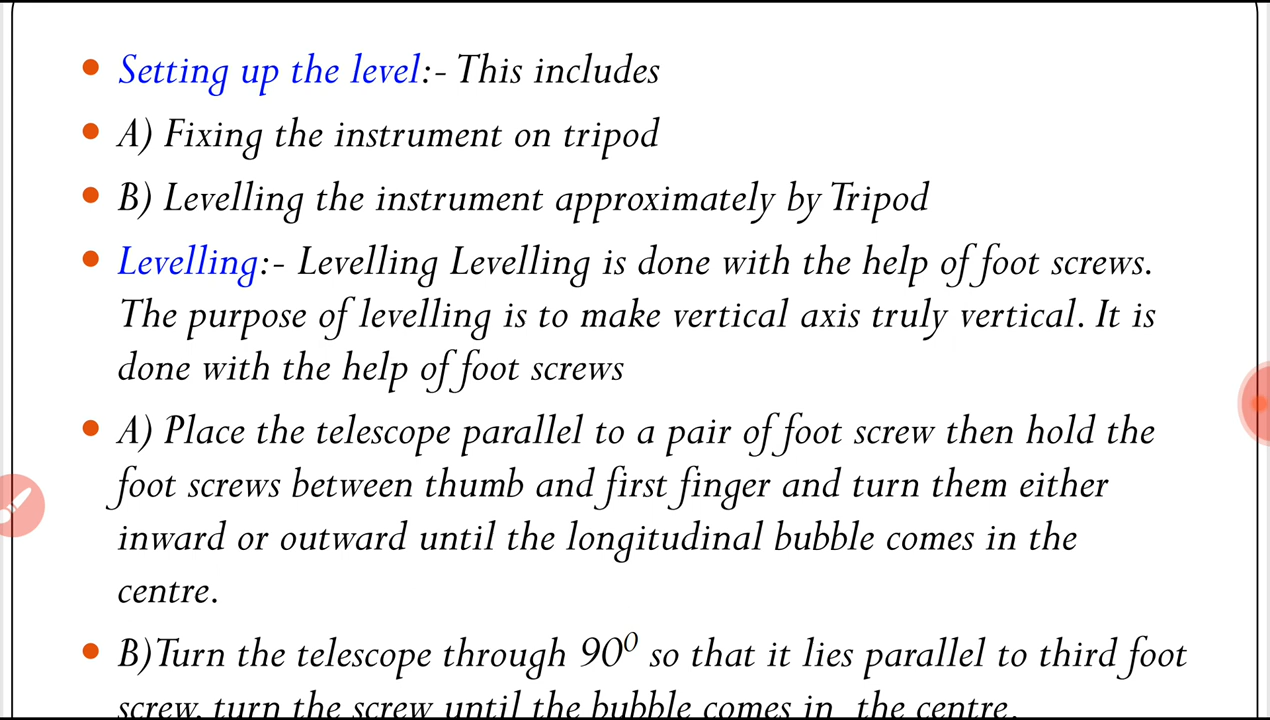 • Setting up the level:- This includes
• A) Fixing the instrument on tripod
• B) Levelling the instrument approximately by Tripod
• Levelling:- Levelling Levelling is done with the help of foot screws.
The purpose of levelling is to make vertical axis truly vertical. It is
done with the help of foot screws
• A) Place the telescope parallel to a pair of foot screw then hold the
foot screws between thumb and first finger and turn them either
inward or outward until the longitudinal bubble comes in the
centre.
• B)Turn the telescope through 90⁰ so that it lies parallel to third foot
screw, turn the screw until the bubble comes in the centre.